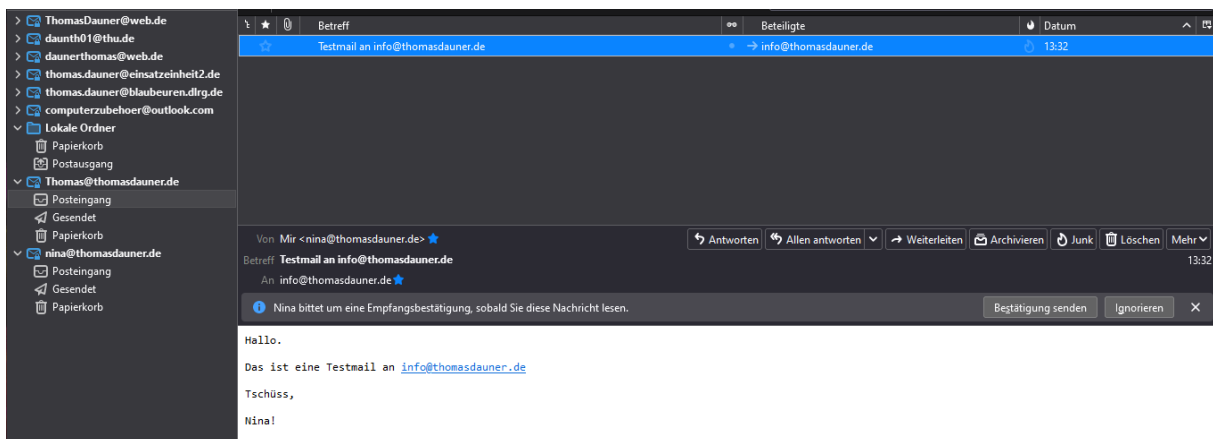 ThomasDauner@web.de
daunth01@thu.de
daunerthomas@web.de
thomas.dauner@einsatzeinheit2.de
thomas.dauner@blaubeuren.dlrg.de
computerzubehoer@outlook.com
Lokale Ordner
Papierkorb
Postausgang
Thomas@thomasdauner.de
Posteingang
Gesendet
Papierkorb
nina@thomasdauner.de
Posteingang
Gesendet
Papierkorb
Betreff Beteiligte Datum
Testmail an info@thomasdauner.de → info@thomasdauner.de 13:32
Von Mir <nina@thomasdauner.de> Antworten Allen antworten Weiterleiten Archivieren Junk Löschen Mehr
Betreff Testmail an info@thomasdauner.de 13:32
An info@thomasdauner.de
Nina bittet um eine Empfangsbestätigung, sobald Sie diese Nachricht lesen. Bestätigung senden Ignorieren
Hallo.
Das ist eine Testmail an info@thomasdauner.de
Tschüss,
Nina!